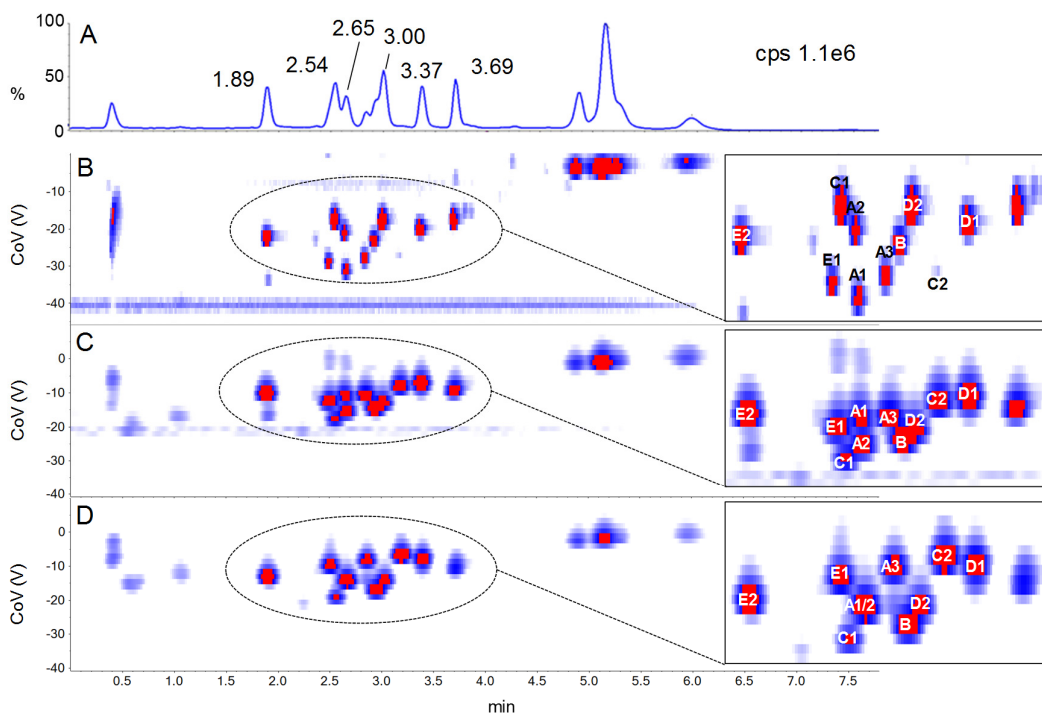 100
A
50
%
0
1.89
2.54
2.65
3.00
3.37
3.69
cps 1.1e6
B
CoV (V)
-10
-20
-30
-40
E2
C1
A2
E1
A1
A3
B
D2
D1
C2
C
CoV (V)
0
-10
-20
-30
-40
E2
E1
A1
A2
C1
A3
D2
B
C2
D1
D
CoV (V)
0
-10
-20
-30
-40
E2
E1
A1/2
C1
A3
D2
B
C2
D1
0.5 1.0 1.5 2.0 2.5 3.0 3.5 4.0 4.5 5.0 5.5 6.0 6.5 7.0 7.5
min